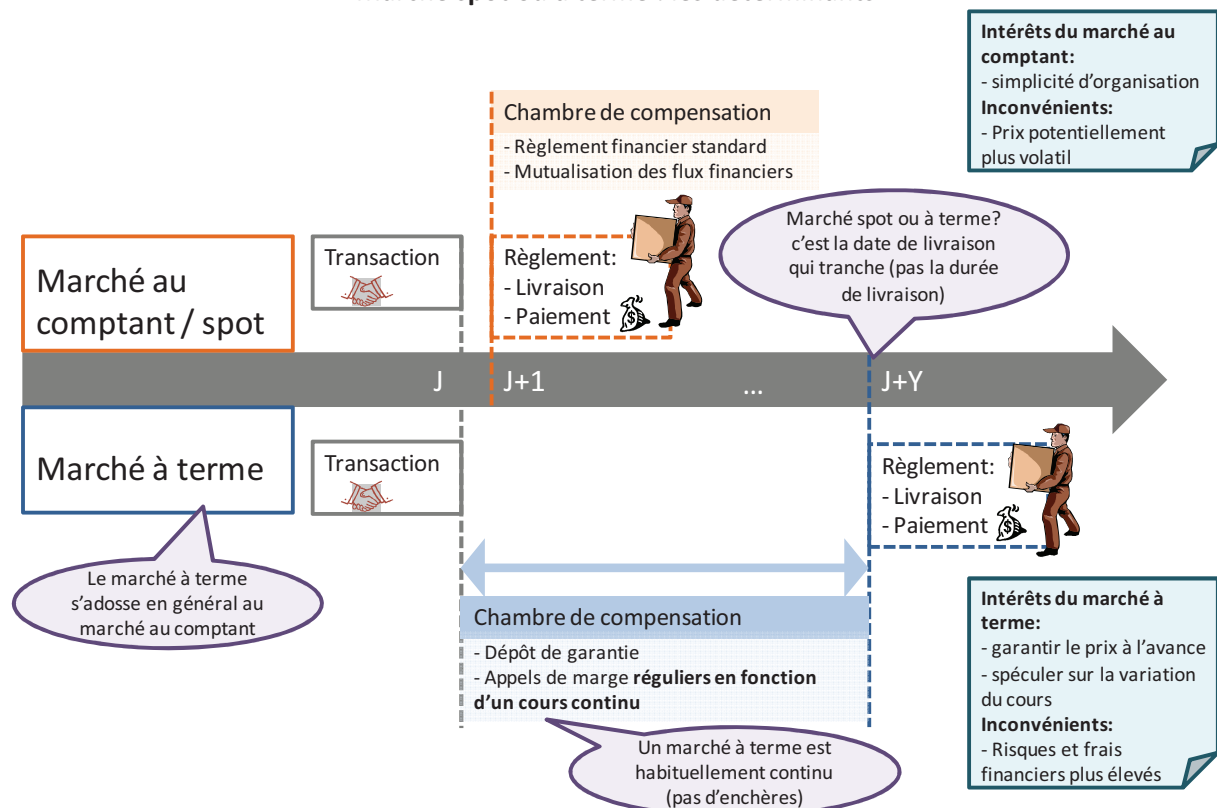 Intérêts du marché au
comptant:
- simplicité d'organisation
Inconvénients:
- Prix potentiellement
plus volatil
Chambre de compensation
- Règlement financier standard
- Mutualisation des flux financiers
Marché spot ou à terme?
c'est la date de livraison
qui tranche (pas la durée
de livraison)
Marché au
comptant / spot
Transaction
Règlement:
- Livraison
- Paiement
$
J
J+1
...
J+Y
Marché à terme
Transaction
Règlement:
- Livraison
- Paiement
$
Le marché à terme
s'adosse en général au
marché au comptant
Chambre de compensation
- Dépôt de garantie
- Appels de marge réguliers en fonction
d'un cours continu
Un marché à terme est
habituellement continu
(pas d'enchères)
Intérêts du marché à
terme:
- garantir le prix à l'avance
- spéculer sur la variation
du cours
Inconvénients:
- Risques et frais
financiers plus élevés